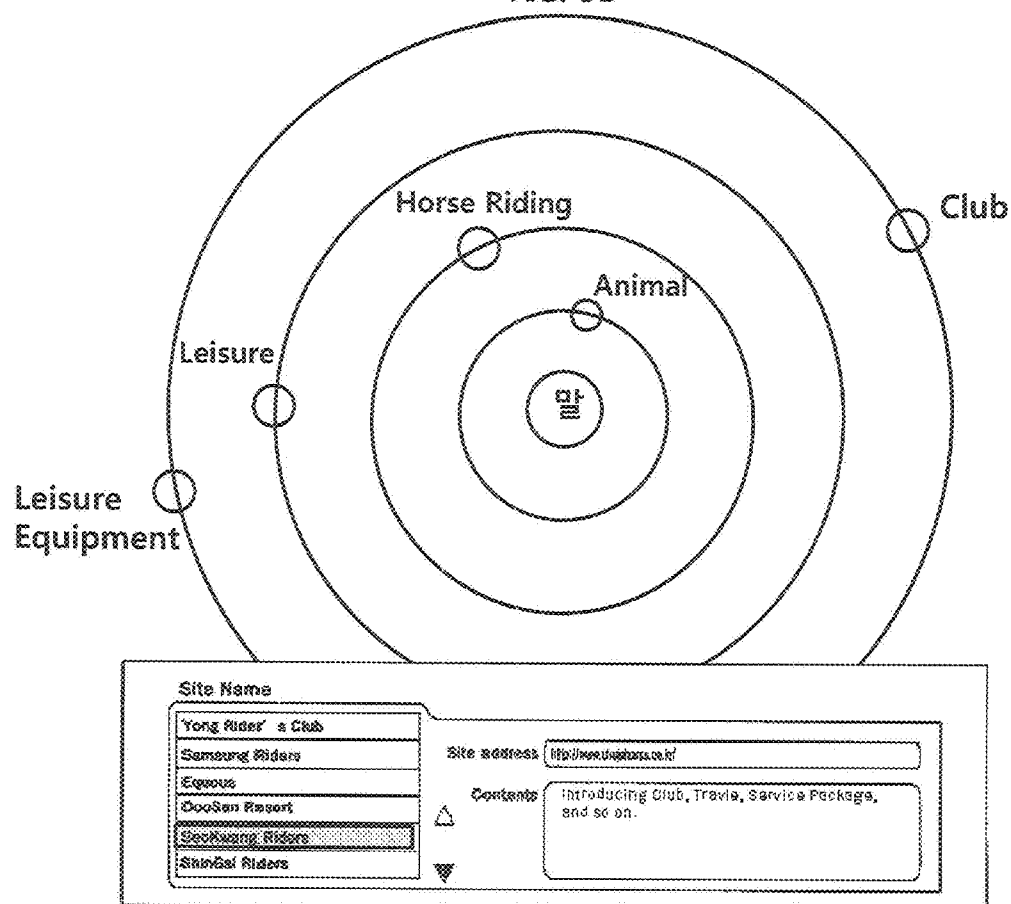 Horse Riding
Club
Animal
Leisure
말
Leisure
Equipment
Site Name
Yong Rider' s Club
Samsung Riders
Site address
Equous
Contents
Introducing Club, Travle, Service Package,
and so on.
DooSan Resort
SeoKwang Riders
ShinGal Riders